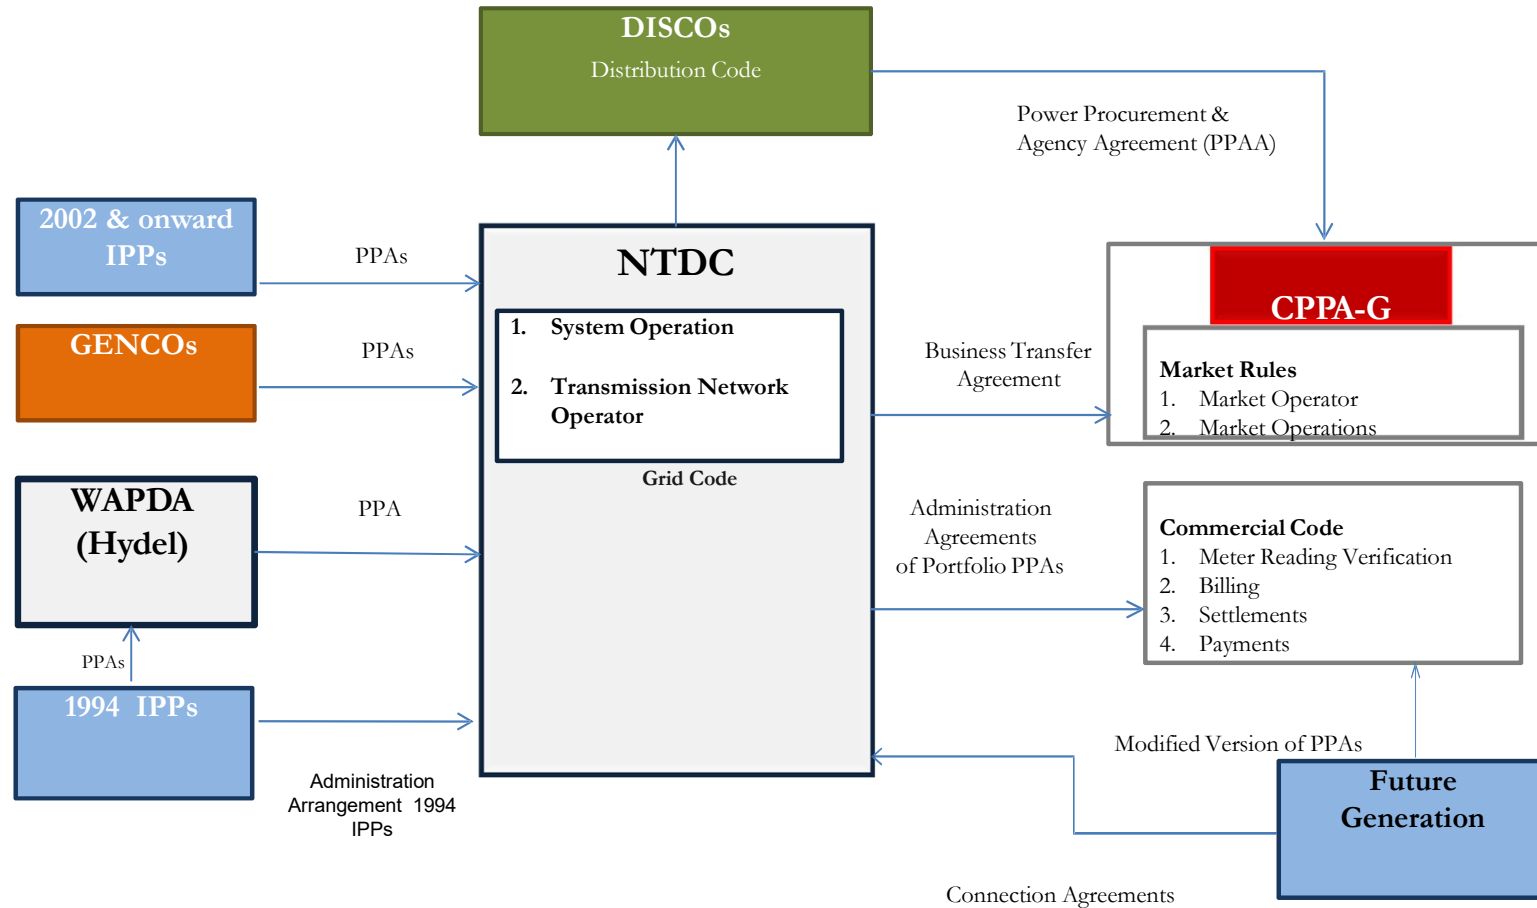 DISCOs
Distribution Code
Power Procurement &
Agency Agreement (PPAA)
2002 & onward
IPPs
PPAs
GENCOs
PPAs
WAPDA
(Hydel)
PPA
PPAs
1994 IPPs
Administration
Arrangement 1994
IPPs
NTDC
1. System Operation
2. Transmission Network
Operator
Grid Code
Business Transfer
Agreement
CPPA-G
Market Rules
1. Market Operator
2. Market Operations
Administration
Agreements
of Portfolio PPAs
Commercial Code
1. Meter Reading Verification
2. Billing
3. Settlements
4. Payments
Modified Version of PPAs
Future
Generation
Connection Agreements